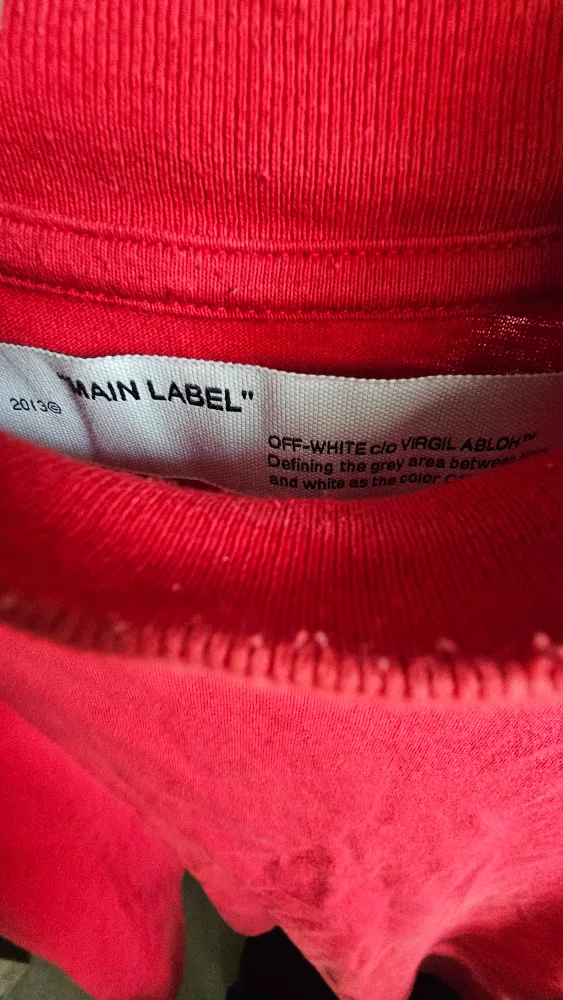 "MAIN LABEL"
2013©
OFF-WHITE c/o VIRGIL ABLOH™
Defining the grey area between
and white as the color